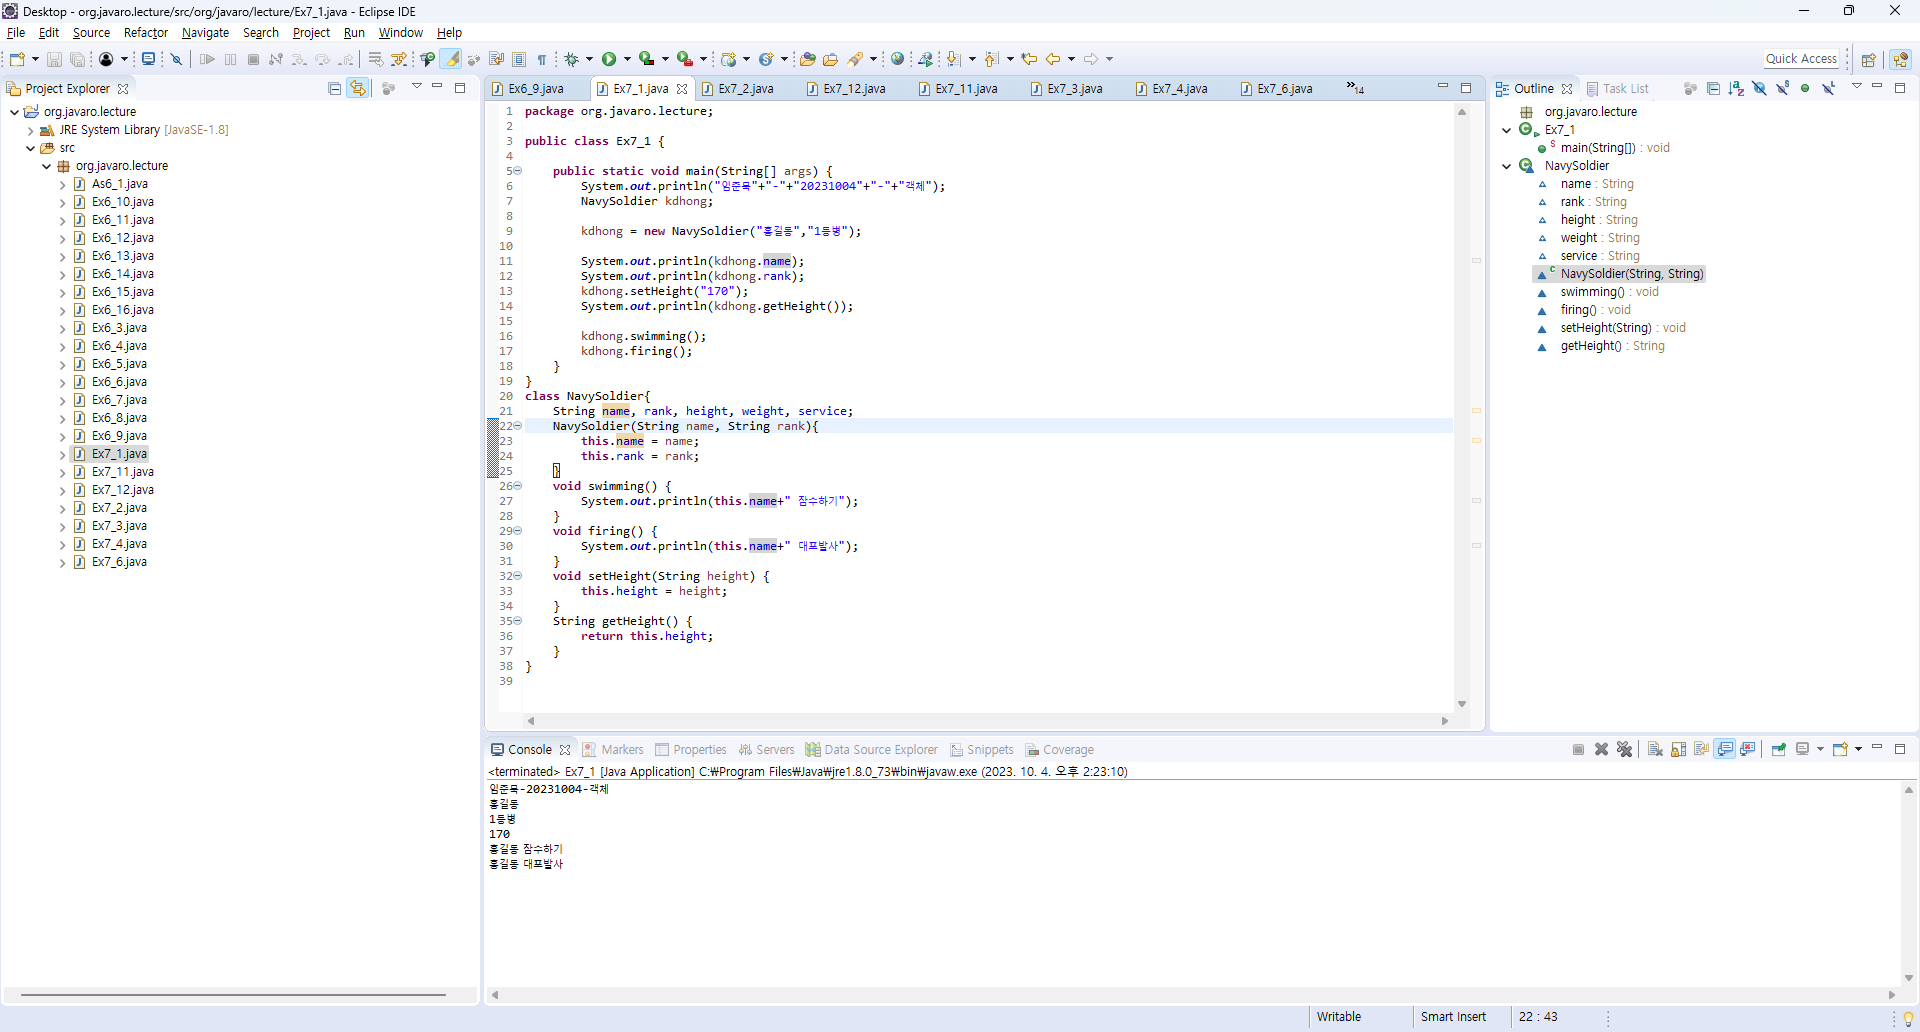 Desktop - org.javaro.lecture/src/org/javaro/lecture/Ex7_1.java - Eclipse IDE
File Edit Source Refactor Navigate Search Project Run Window Help
Quick Access
Project Explorer
org.javaro.lecture
JRE System Library [JavaSE-1.8]
src
org.javaro.lecture
As6_1.java
Ex6_10.java
Ex6_11.java
Ex6_12.java
Ex6_13.java
Ex6_14.java
Ex6_15.java
Ex6_16.java
Ex6_3.java
Ex6_4.java
Ex6_5.java
Ex6_6.java
Ex6_7.java
Ex6_8.java
Ex6_9.java
Ex7_1.java
Ex7_11.java
Ex7_12.java
Ex7_2.java
Ex7_3.java
Ex7_4.java
Ex7_6.java
Ex6_9.java Ex7_1.java Ex7_2.java Ex7_12.java Ex7_11.java Ex7_3.java Ex7_4.java Ex7_6.java »14
1 package org.javaro.lecture;
2
3 public class Ex7_1 {
4
5 public static void main(String[] args) {
6 System.out.println("임준묵"+"-"+"20231004"+"-"+"객체");
7 NavySoldier kdhong;
8
9 kdhong = new NavySoldier("홍길동","1등병");
10
11 System.out.println(kdhong.name);
12 System.out.println(kdhong.rank);
13 kdhong.setHeight("170");
14 System.out.println(kdhong.getHeight());
15
16 kdhong.swimming();
17 kdhong.firing();
18 }
19 }
20 class NavySoldier{
21 String name, rank, height, weight, service;
22 NavySoldier(String name, String rank){
23 this.name = name;
24 this.rank = rank;
25 }
26 void swimming() {
27 System.out.println(this.name+" 잠수하기");
28 }
29 void firing() {
30 System.out.println(this.name+" 대포발사");
31 }
32 void setHeight(String height) {
33 this.height = height;
34 }
35 String getHeight() {
36 return this.height;
37 }
38 }
39
Outline Task List
org.javaro.lecture
Ex7_1
S main(String[]) : void
NavySoldier
name : String
rank : String
height : String
weight : String
service : String
C NavySoldier(String, String)
swimming() : void
firing() : void
setHeight(String) : void
getHeight() : String
Console Markers Properties Servers Data Source Explorer Snippets Coverage
<terminated> Ex7_1 [Java Application] C:₩Program Files₩Java₩jre1.8.0_73₩bin₩javaw.exe (2023. 10. 4. 오후 2:23:10)
임준묵-20231004-객체
홍길동
1등병
170
홍길동 잠수하기
홍길동 대포발사
Writable Smart Insert 22 : 43